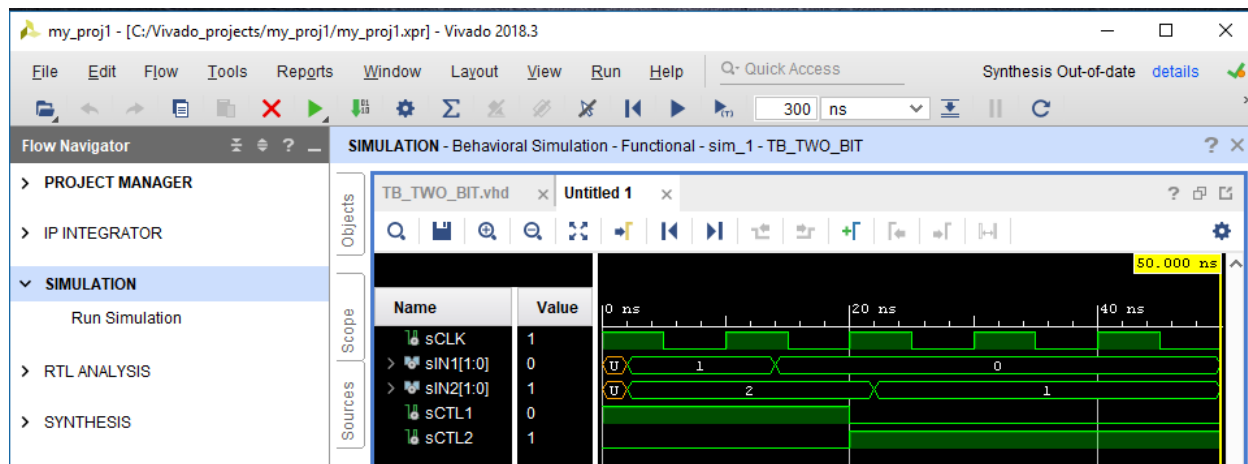 my_proj1 - [C:/Vivado_projects/my_proj1/my_proj1.xpr] - Vivado 2018.3
File Edit Flow Tools Reports Window Layout View Run Help Q- Quick Access Synthesis Out-of-date details
01 10 Σ (T) 300 ns
Flow Navigator ? _
SIMULATION - Behavioral Simulation - Functional - sim_1 - TB_TWO_BIT ? X
PROJECT MANAGER
IP INTEGRATOR
SIMULATION
Run Simulation
RTL ANALYSIS
SYNTHESIS
Objects
Scope
Sources
TB_TWO_BIT.vhd × Untitled 1 × ?
50.000 ns
Name Value 0 ns 20 ns 40 ns
sCLK 1
sIN1[1:0] 0 U 1 0
sIN2[1:0] 1 U 2 1
sCTL1 0
sCTL2 1